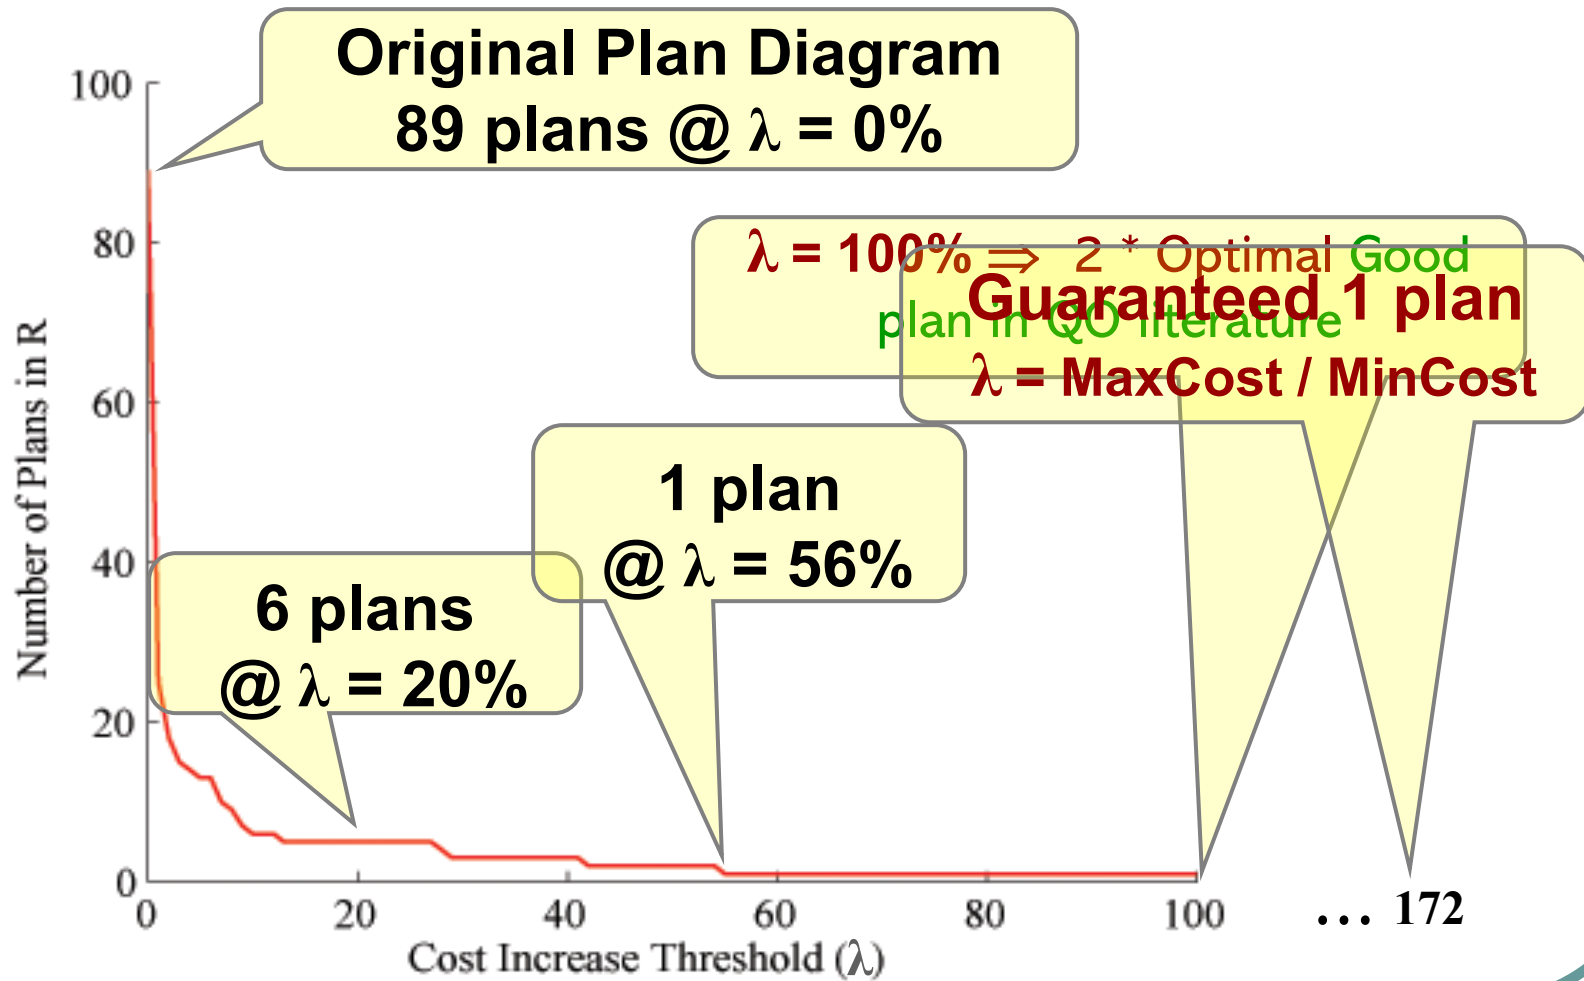 Original Plan Diagram
89 plans @ λ = 0%
λ = 100% ⇒ 2 * Optimal Good
plan in QO literature
Guaranteed 1 plan
λ = MaxCost / MinCost
1 plan
@ λ = 56%
6 plans
@ λ = 20%
Number of Plans in R
100
80
60
40
20
0
0 20 40 60 80 100 ... 172
Cost Increase Threshold (λ)